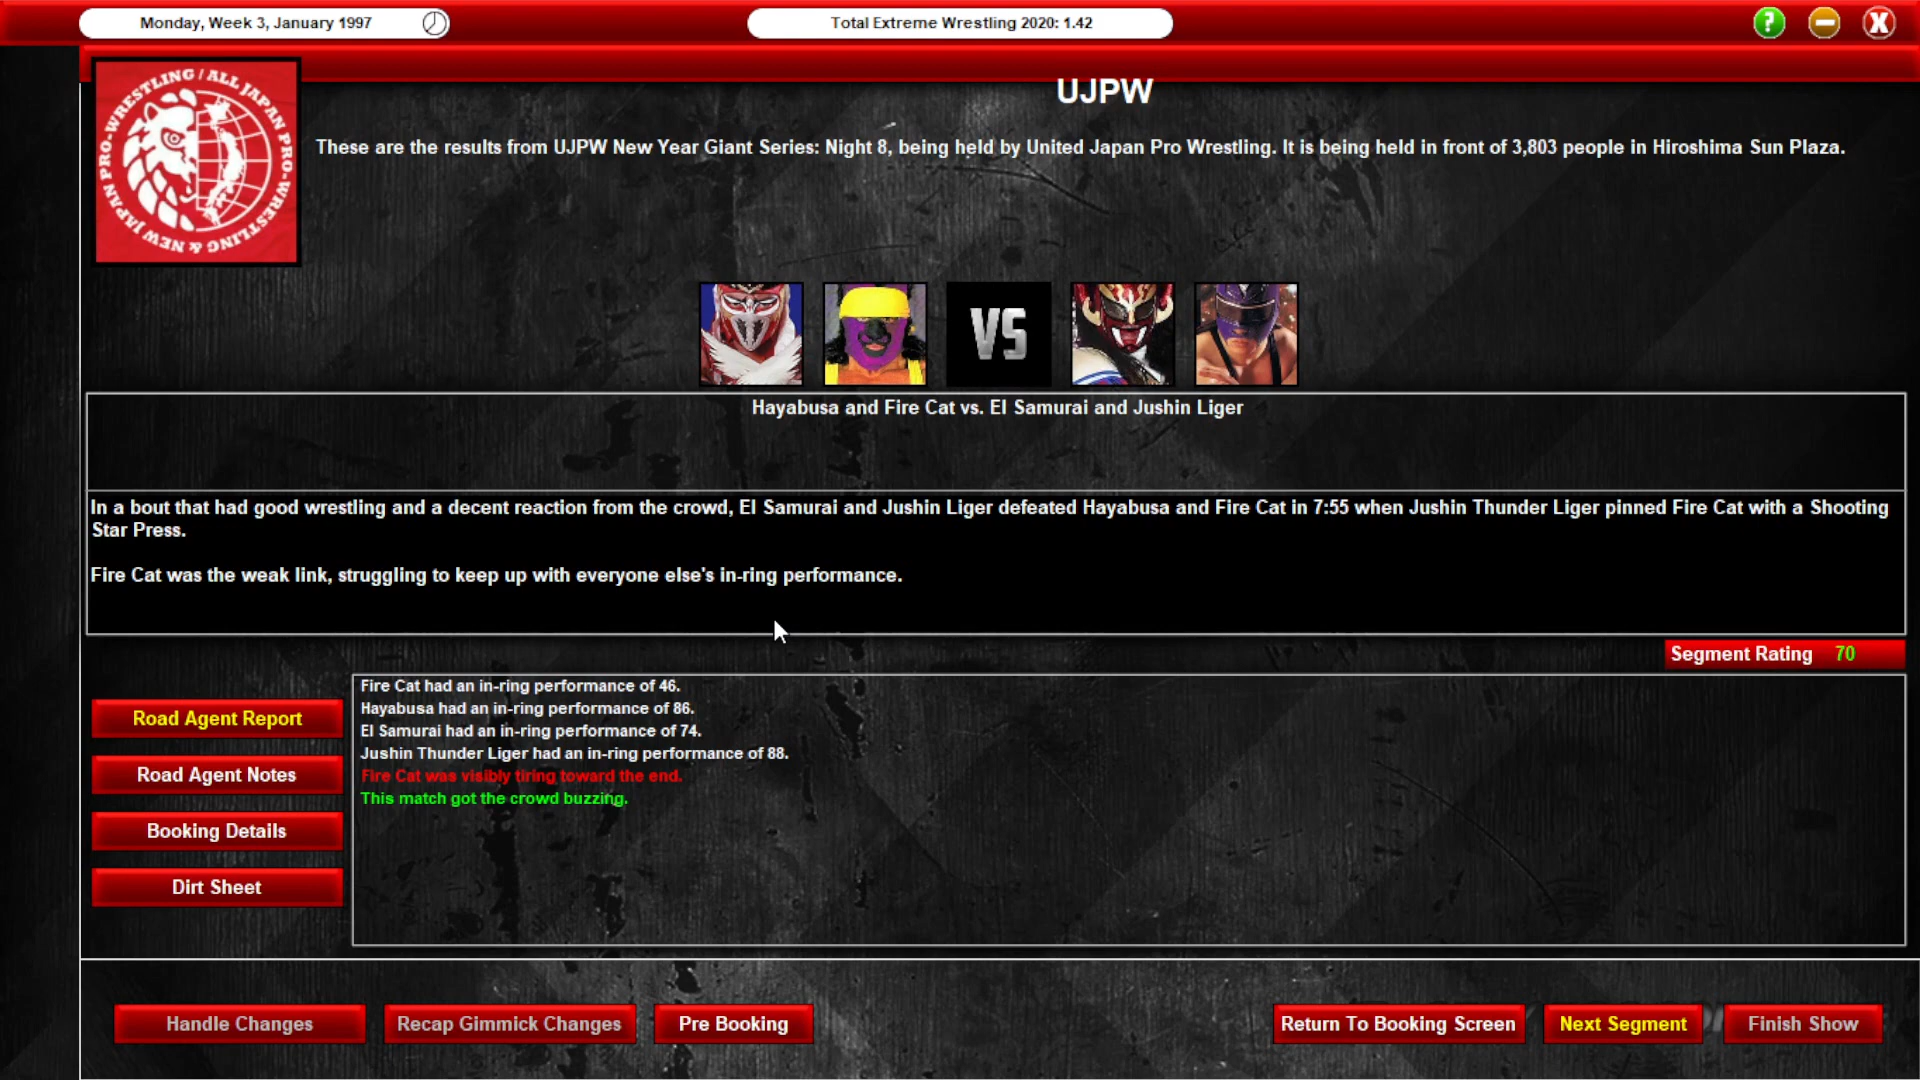 Monday, Week 3, January 1997
Total Extreme Wrestling 2020: 1.42
?
X
PRO-WRESTLING / ALL JAPAN PRO-WRESTLING & NEW JAPAN
UJPW
These are the results from UJPW New Year Giant Series: Night 8, being held by United Japan Pro Wrestling. It is being held in front of 3,803 people in Hiroshima Sun Plaza.
VS
Hayabusa and Fire Cat vs. El Samurai and Jushin Liger
In a bout that had good wrestling and a decent reaction from the crowd, El Samurai and Jushin Liger defeated Hayabusa and Fire Cat in 7:55 when Jushin Thunder Liger pinned Fire Cat with a Shooting
Star Press.
Fire Cat was the weak link, struggling to keep up with everyone else's in-ring performance.
Segment Rating 70
Road Agent Report
Road Agent Notes
Booking Details
Dirt Sheet
Fire Cat had an in-ring performance of 46.
Hayabusa had an in-ring performance of 86.
El Samurai had an in-ring performance of 74.
Jushin Thunder Liger had an in-ring performance of 88.
Fire Cat was visibly tiring toward the end.
This match got the crowd buzzing.
Handle Changes
Recap Gimmick Changes
Pre Booking
Return To Booking Screen
Next Segment
Finish Show